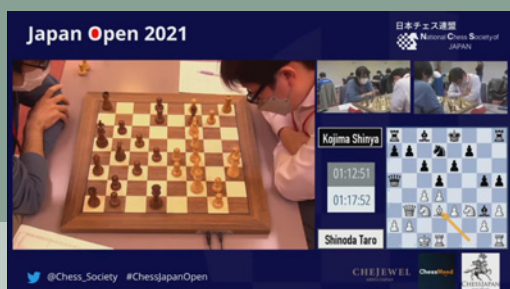 Japan Open 2021
日本チェス連盟
National Chess Society of
JAPAN
Kojima Shinya
01:12:51
01:17:52
Shinoda Taro
@Chess_Society #ChessJapanOpen
CHEJEWEL
CHESSJAPAN